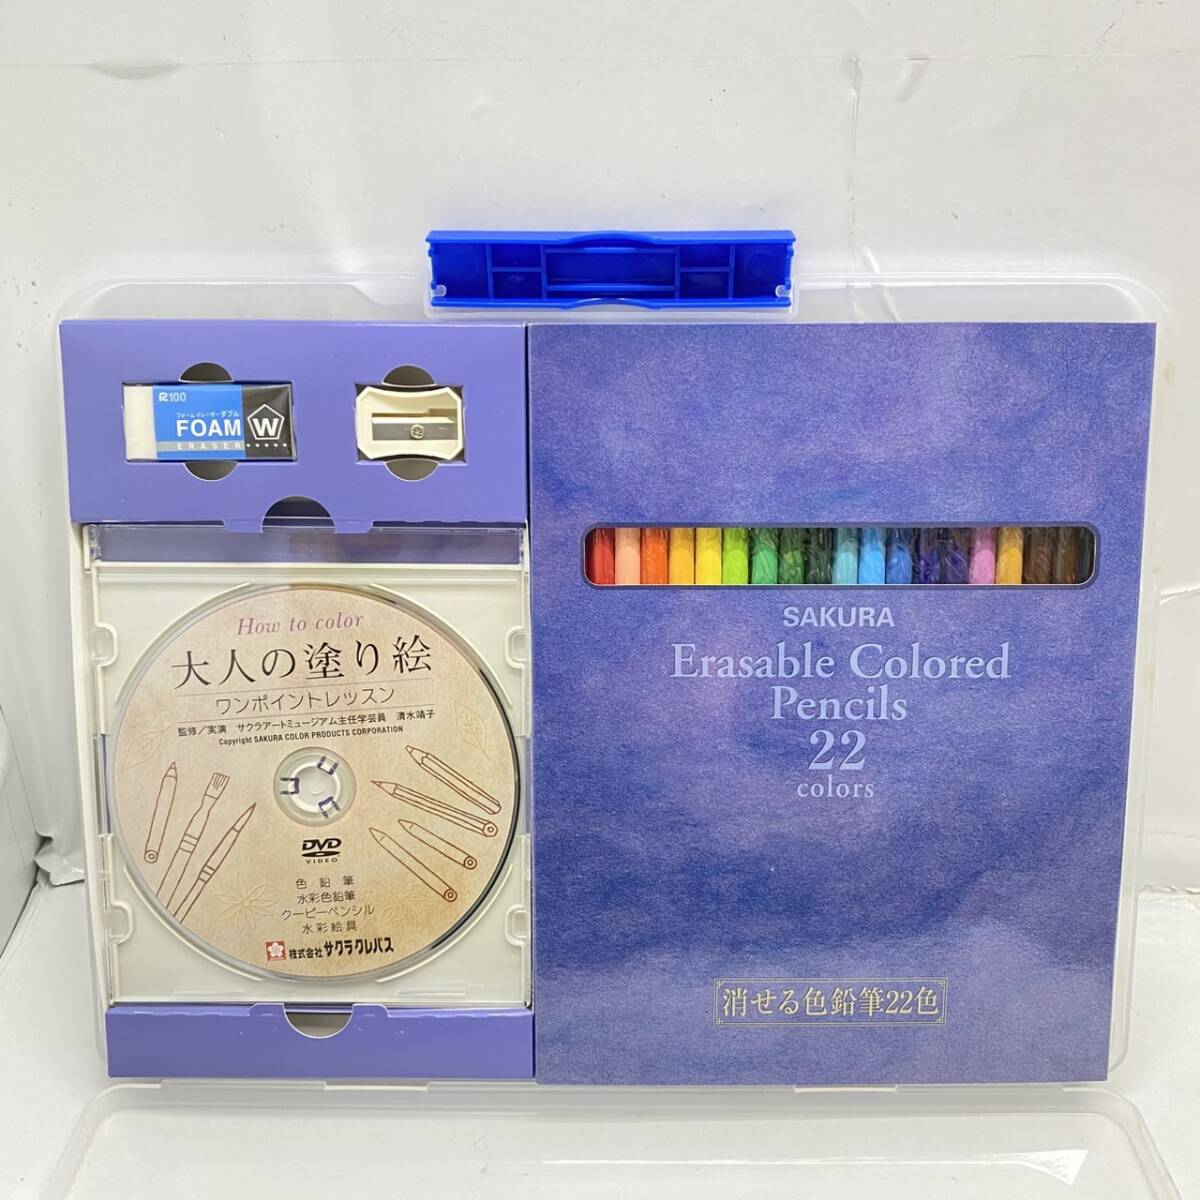 R100
フォームイレーザーダブル
FOAM W
ERASER
How to color
大人の塗り絵
ワンポイントレッスン
監修／実演　サクラアートミュージアム主任学芸員　清水靖子
Copyright SAKURA COLOR PRODUCTS CORPORATION
DVD
VIDEO
色鉛筆
水彩色鉛筆
クーピーペンシル
水彩絵具
株式会社サクラクレパス
SAKURA
Erasable Colored
Pencils
22
colors
消せる色鉛筆22色